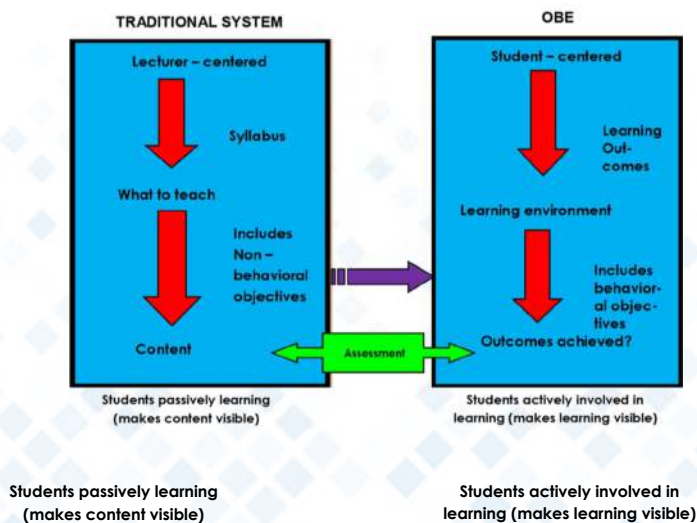 TRADITIONAL SYSTEM
Lecturer – centered
Syllabus
What to teach
Includes
Non –
behavioral
objectives
Content
Students passively learning
(makes content visible)
Assessment
OBE
Student – centered
Learning
Out-
comes
Learning environment
Includes
behavior-
al objec-
tives
Outcomes achieved?
Students actively involved in
learning (makes learning visible)
Students passively learning
(makes content visible)
Students actively involved in
learning (makes learning visible)